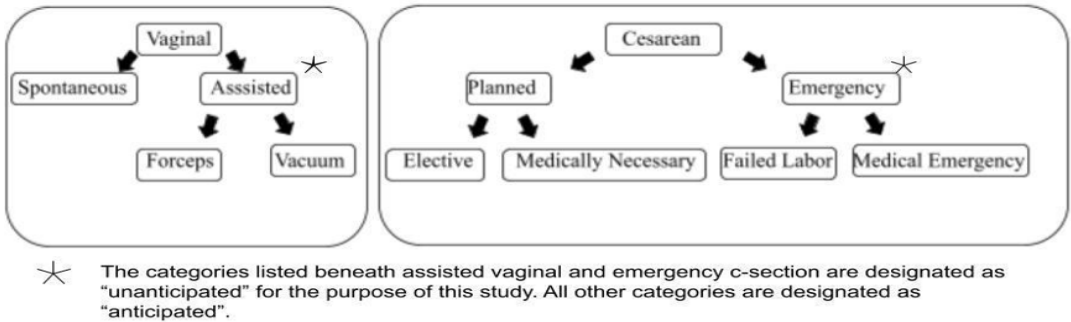 Vaginal
Cesarean
Spontaneous
Asssisted
Planned
Emergency
Forceps
Vacuum
Elective
Medically Necessary
Failed Labor
Medical Emergency
The categories listed beneath assisted vaginal and emergency c-section are designated as
“unanticipated” for the purpose of this study. All other categories are designated as
“anticipated”.